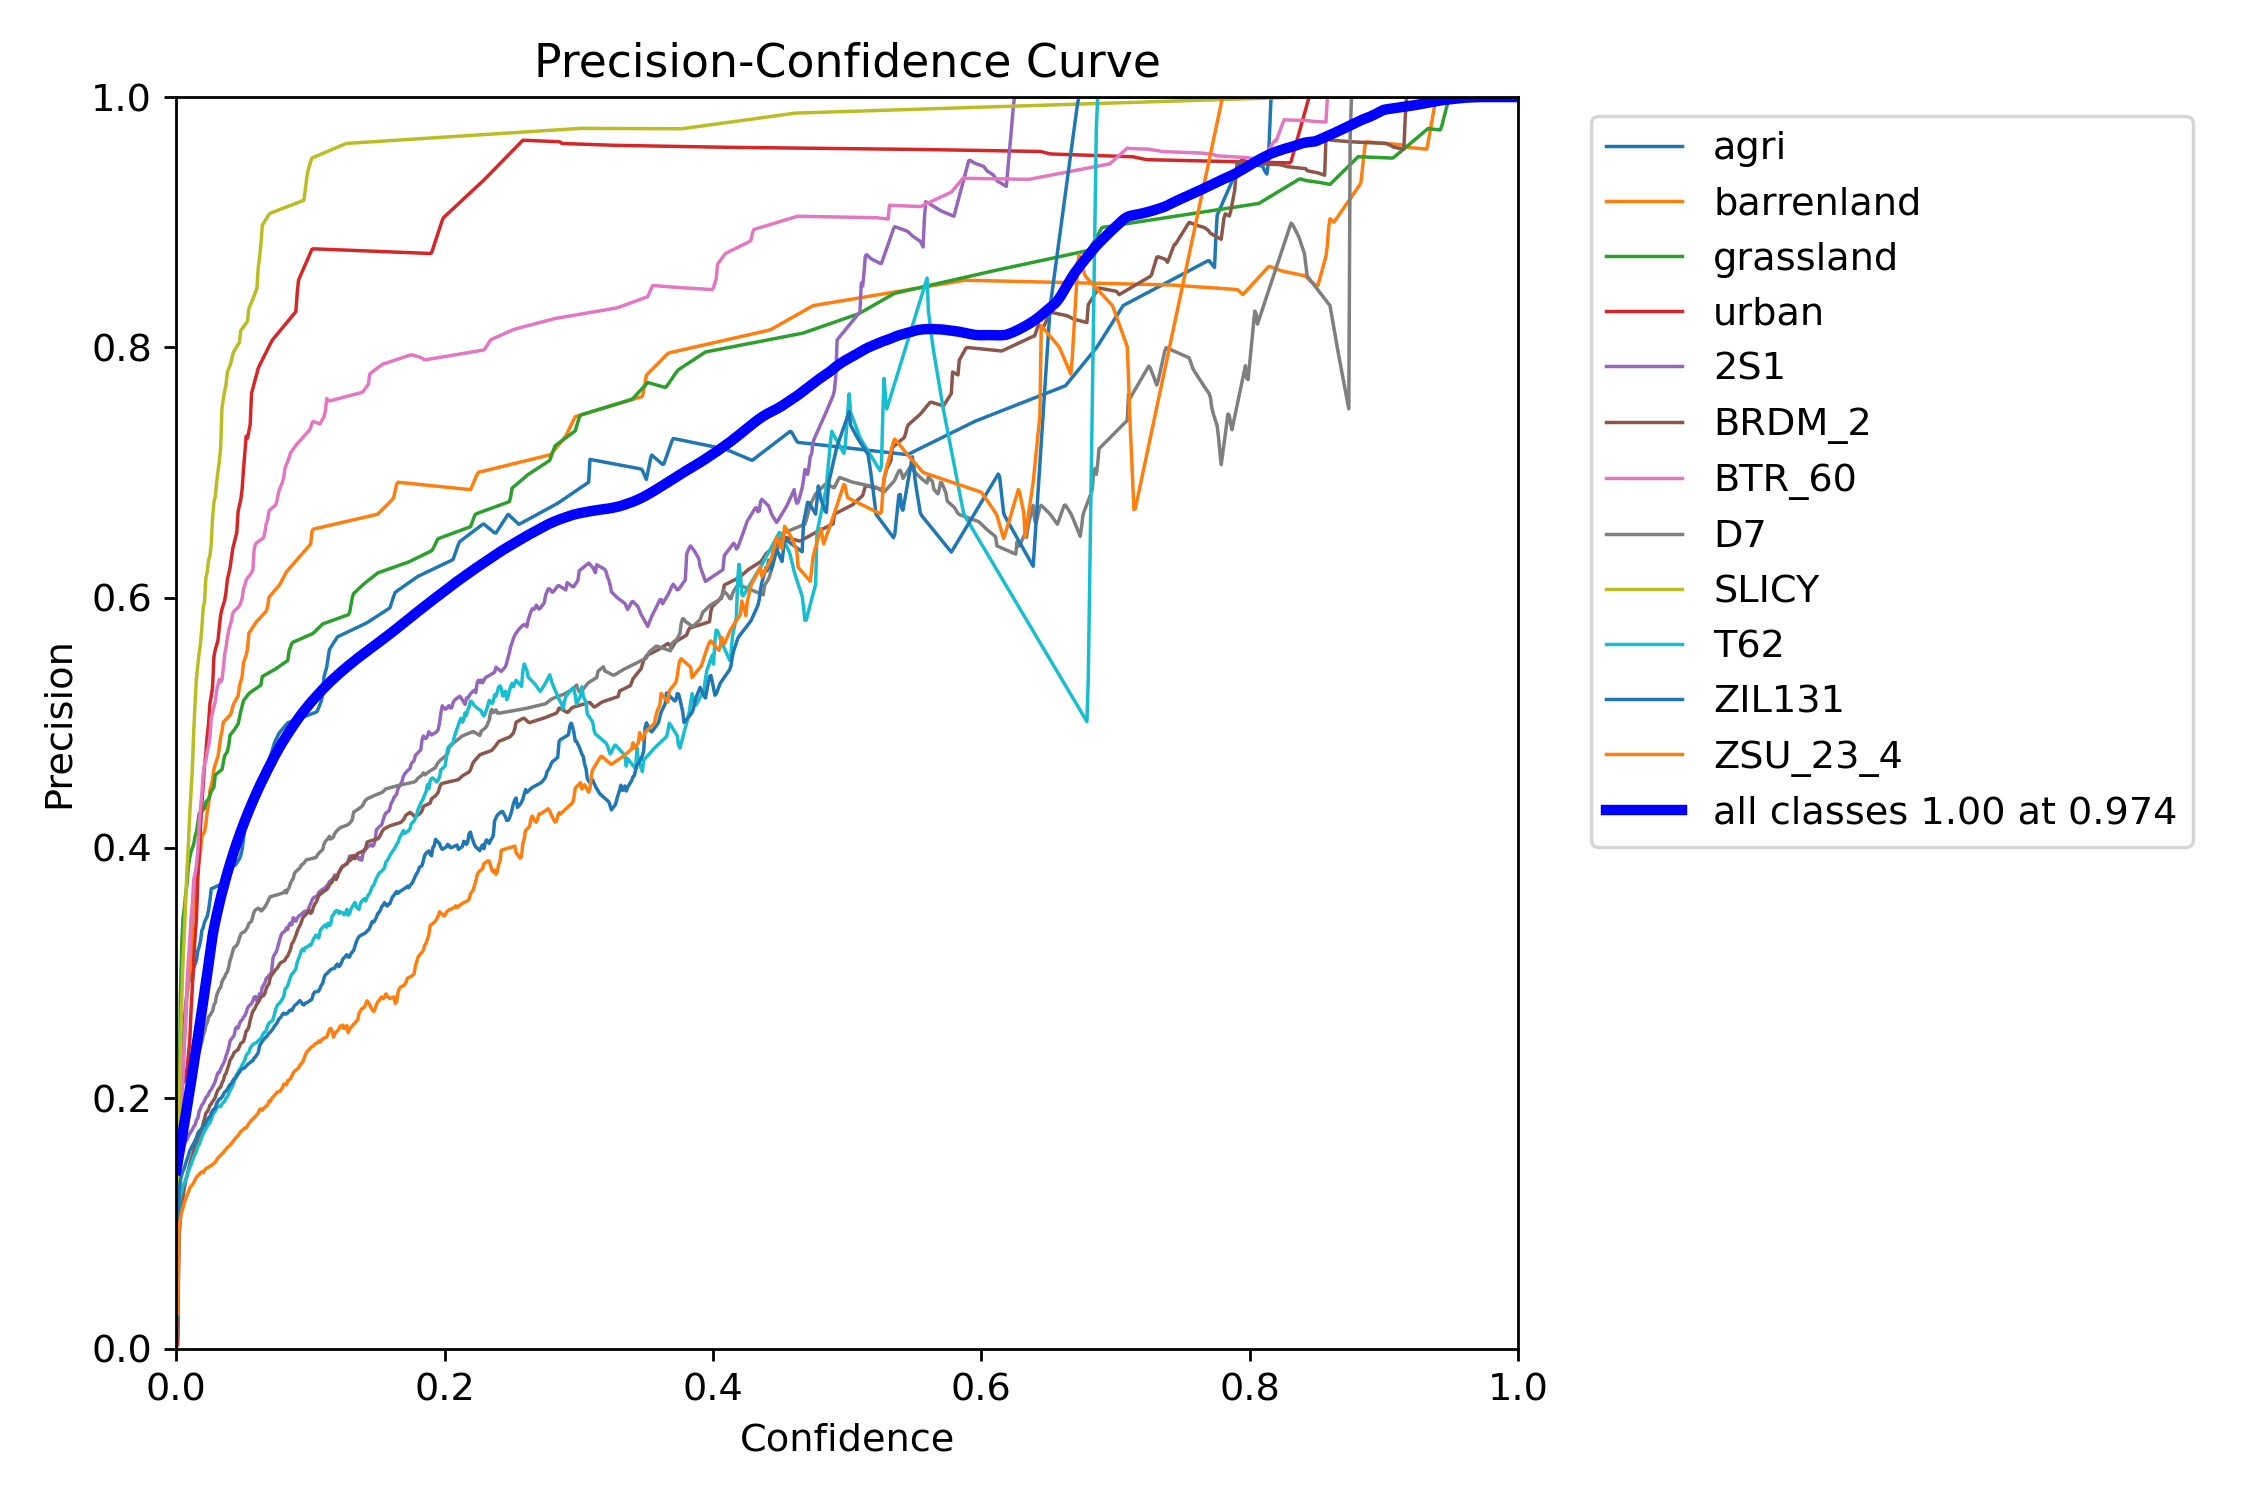 Precision-Confidence Curve
1.0
0.8
0.6
0.4
0.2
0.0
Precision
0.0 0.2 0.4 0.6 0.8 1.0
Confidence
agri
barrenland
grassland
urban
2S1
BRDM_2
BTR_60
D7
SLICY
T62
ZIL131
ZSU_23_4
all classes 1.00 at 0.974